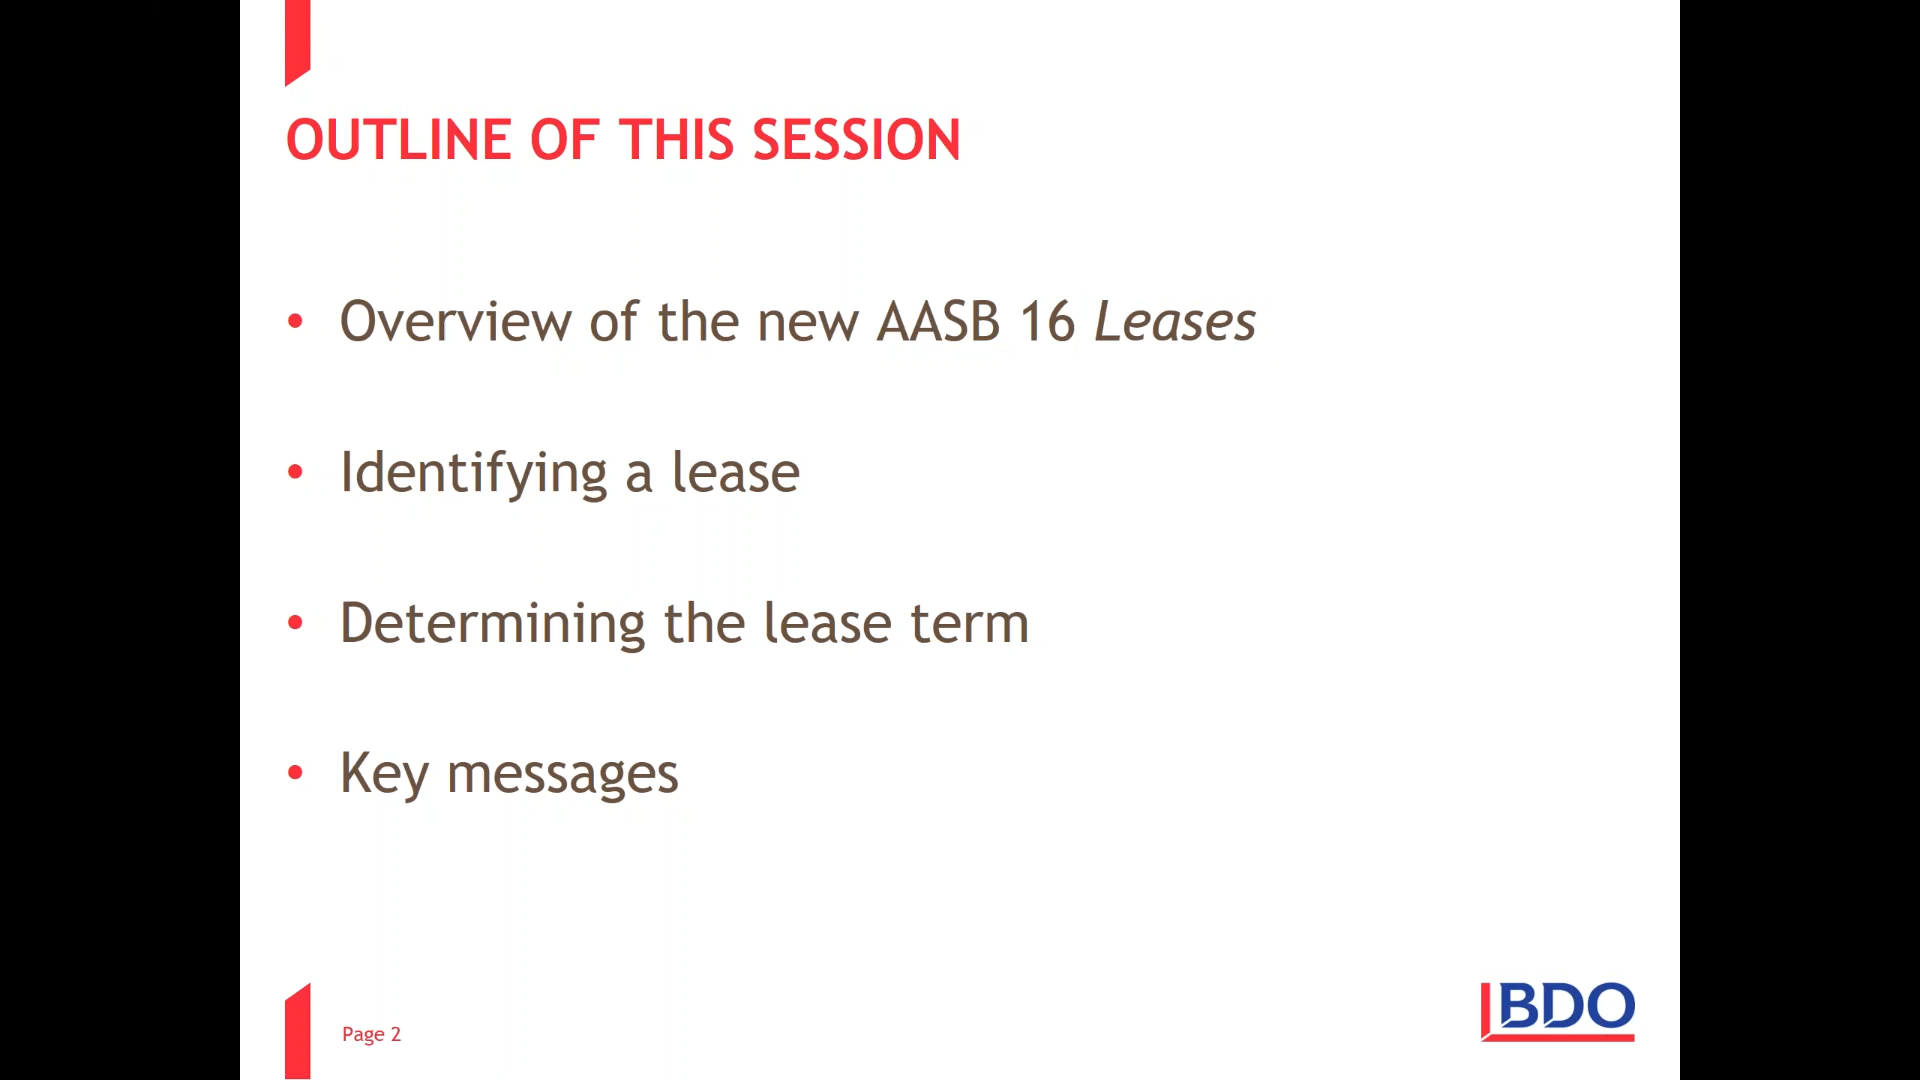 OUTLINE OF THIS SESSION
• Overview of the new AASB 16 Leases
• Identifying a lease
• Determining the lease term
• Key messages
Page 2
BDO